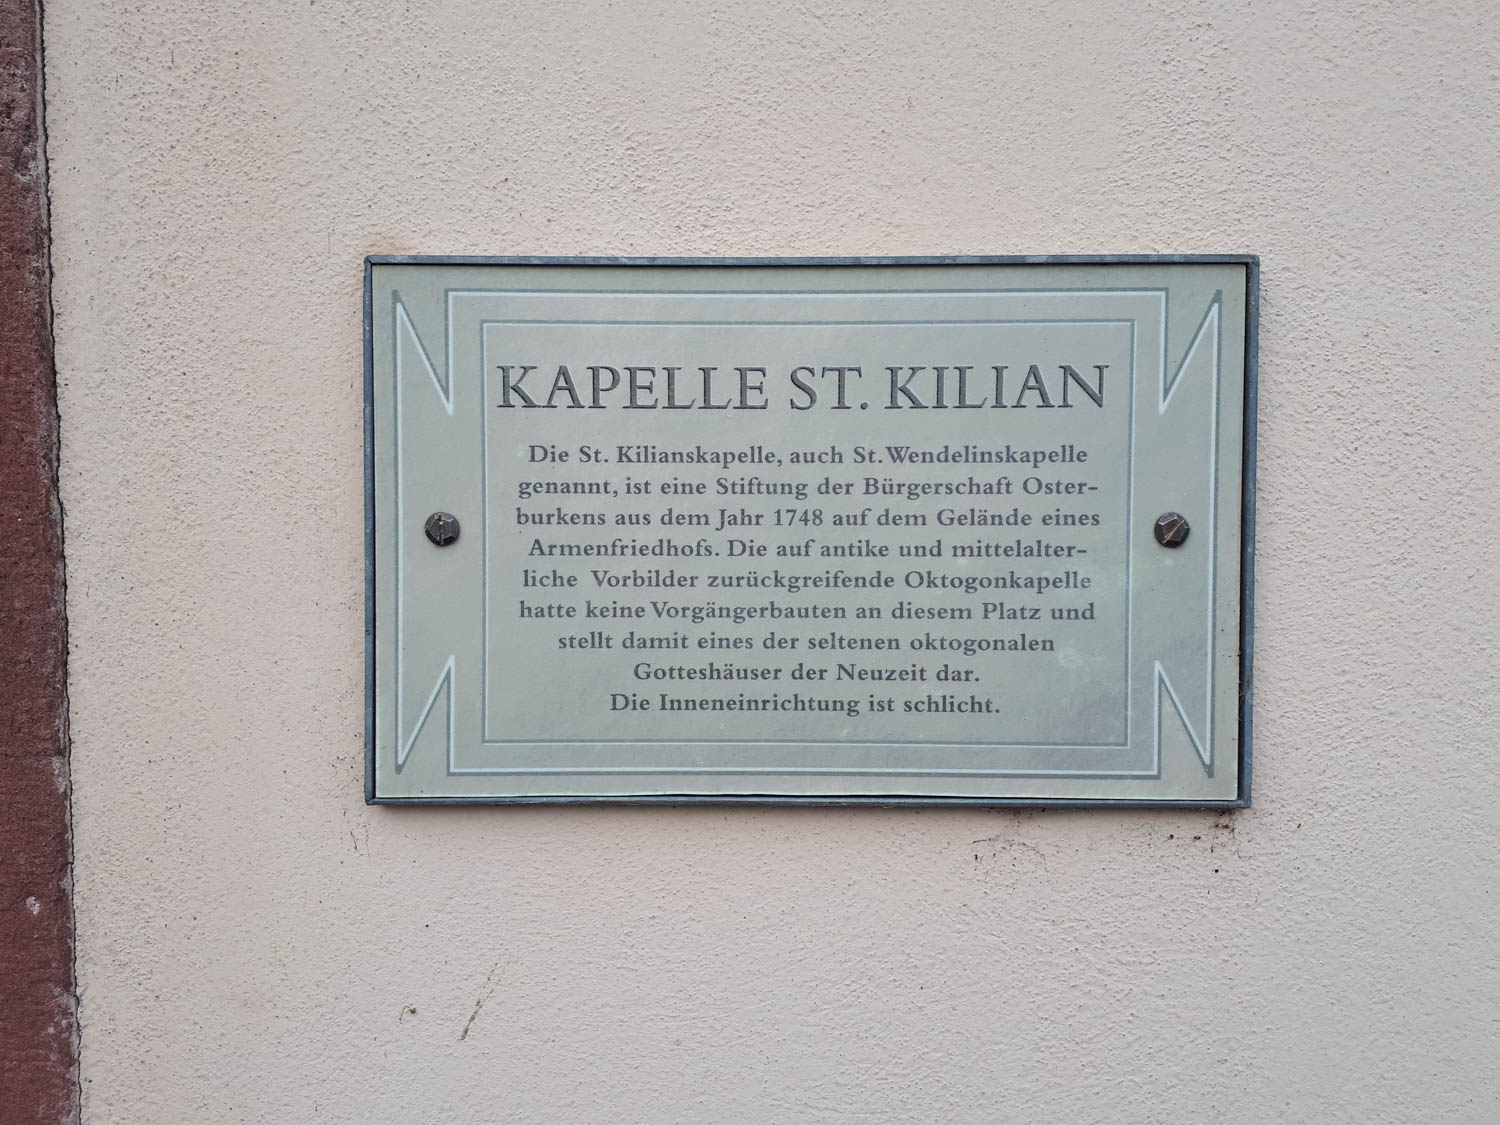 KAPELLE ST. KILIAN
Die St. Kilianskapelle, auch St. Wendelinskapelle
genannt, ist eine Stiftung der Bürgerschaft Oster-
burkens aus dem Jahr 1748 auf dem Gelände eines
Armenfriedhofs. Die auf antike und mittelalter-
liche Vorbilder zurückgreifende Oktogonkapelle
hatte keine Vorgängerbauten an diesem Platz und
stellt damit eines der seltenen oktogonalen
Gotteshäuser der Neuzeit dar.
Die Inneneinrichtung ist schlicht.